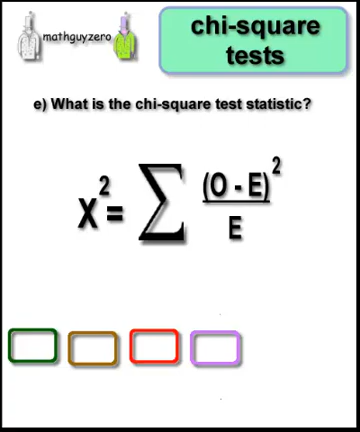 mathguyzero
chi-square
tests
e) What is the chi-square test statistic?
X² = ∑ (O - E)² / E